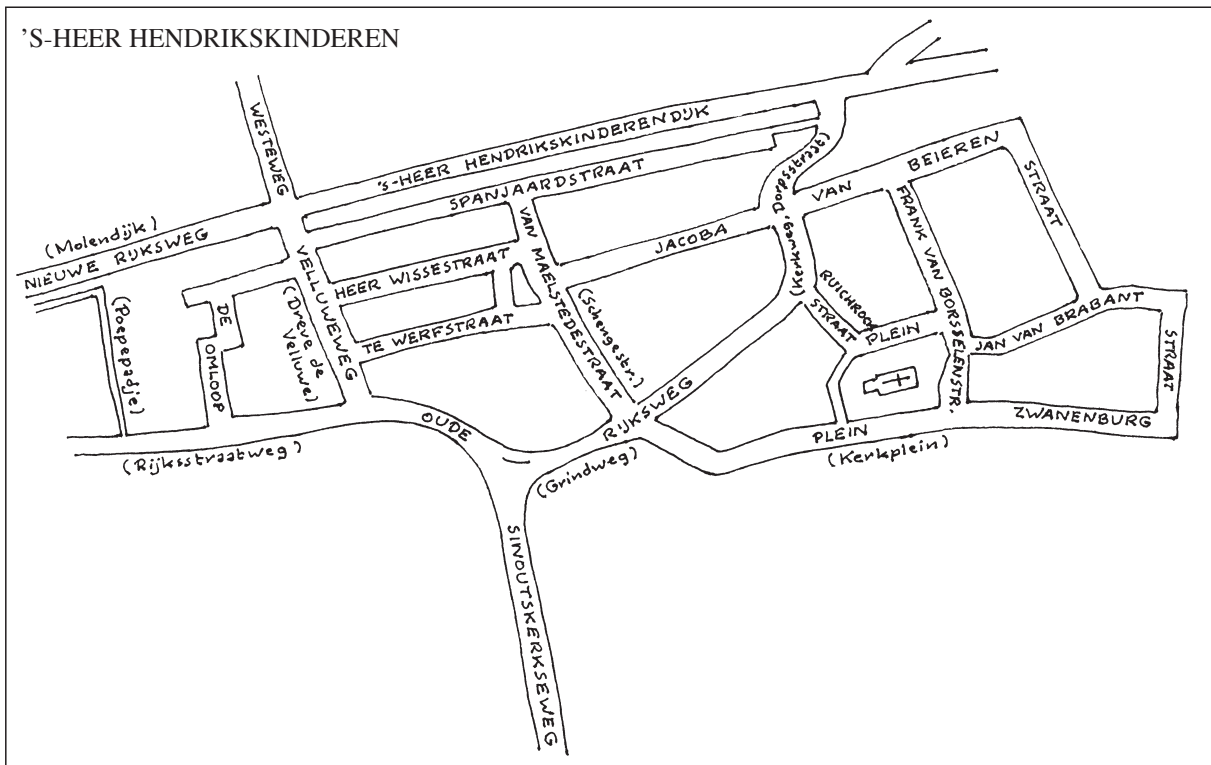 'S-HEER HENDRIKSKINDEREN
WESTEWEG
'S-HEER HENDRIKSKINDERENDIJK
SPANJAARDSTRAAT
(Molendijk)
NIEUWE RIJKSWEG
(Poepepadje)
DE
OMLOOP
(Dreve de
Velluwe)
VELLUWEWEG
HEER WISSESTRAAT
TE WERFSTRAAT
VAN MAELSTEDESTRAAT
(Schengestr.)
JACOBA
VAN
BEIEREN
STRAAT
(Kerkweg, Dorpsstraat)
RUICHROCK
STRAAT
FRANK VAN BORSSELENSTR.
PLEIN
JAN VAN BRABANT
STRAAT
ZWANENBURG
PLEIN
(Kerkplein)
OUDE
RIJKSWEG
(Grindweg)
(Rijksstraatweg)
SINOUTSKERKSEWEG